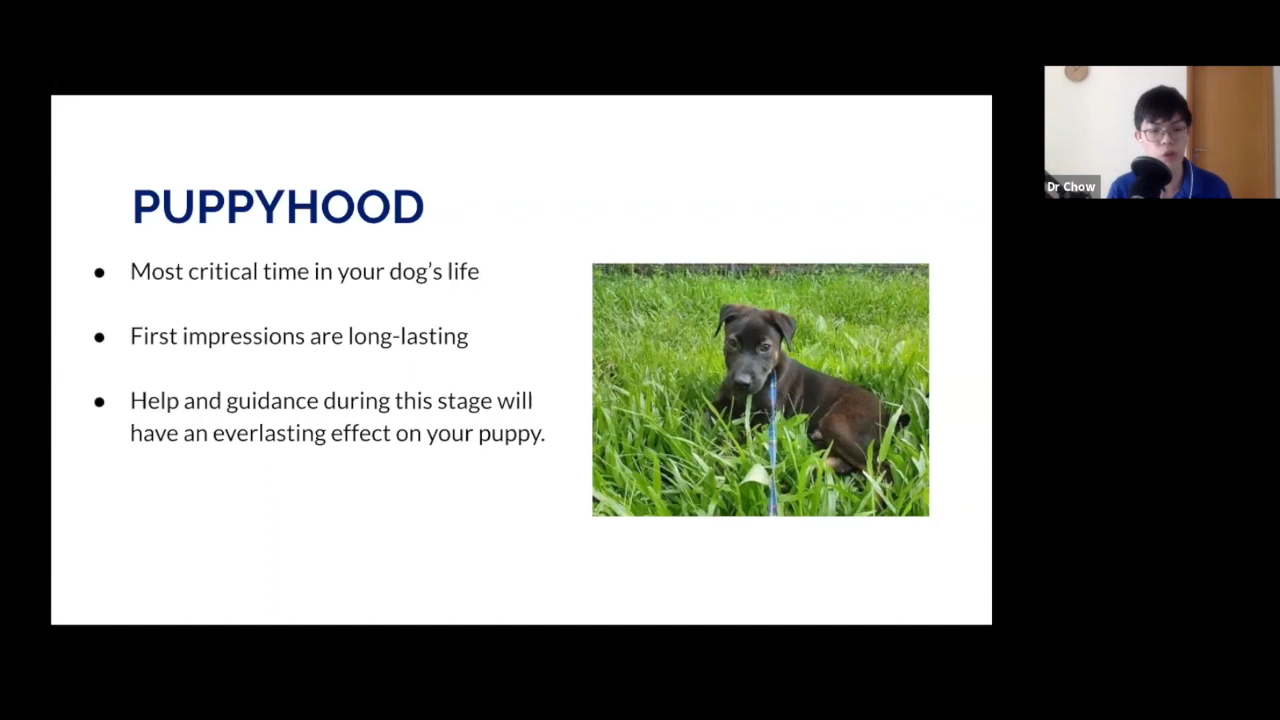 PUPPYHOOD
● Most critical time in your dog’s life
● First impressions are long-lasting
● Help and guidance during this stage will
have an everlasting effect on your puppy.
Dr Chow